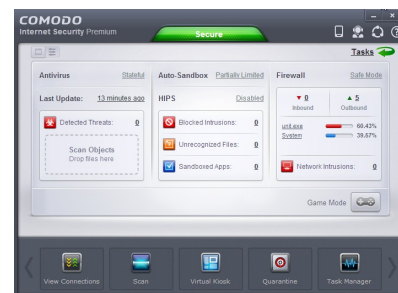 COMODO
Internet Security Premium
Secure
Tasks
Antivirus Stateful
Last Update: 13 minutes ago
Detected Threats: 0
Scan Objects
Drop files here
Auto-Sandbox Partially Limited
HIPS Disabled
Blocked Intrusions: 0
Unrecognized Files: 0
Sandboxed Apps: 0
Firewall Safe Mode
0 5
Inbound Outbound
60.43%
System 39.57%
Network Intrusions: 0
Game Mode
View Connections
Scan
Virtual Kiosk
Quarantine
Task Manager